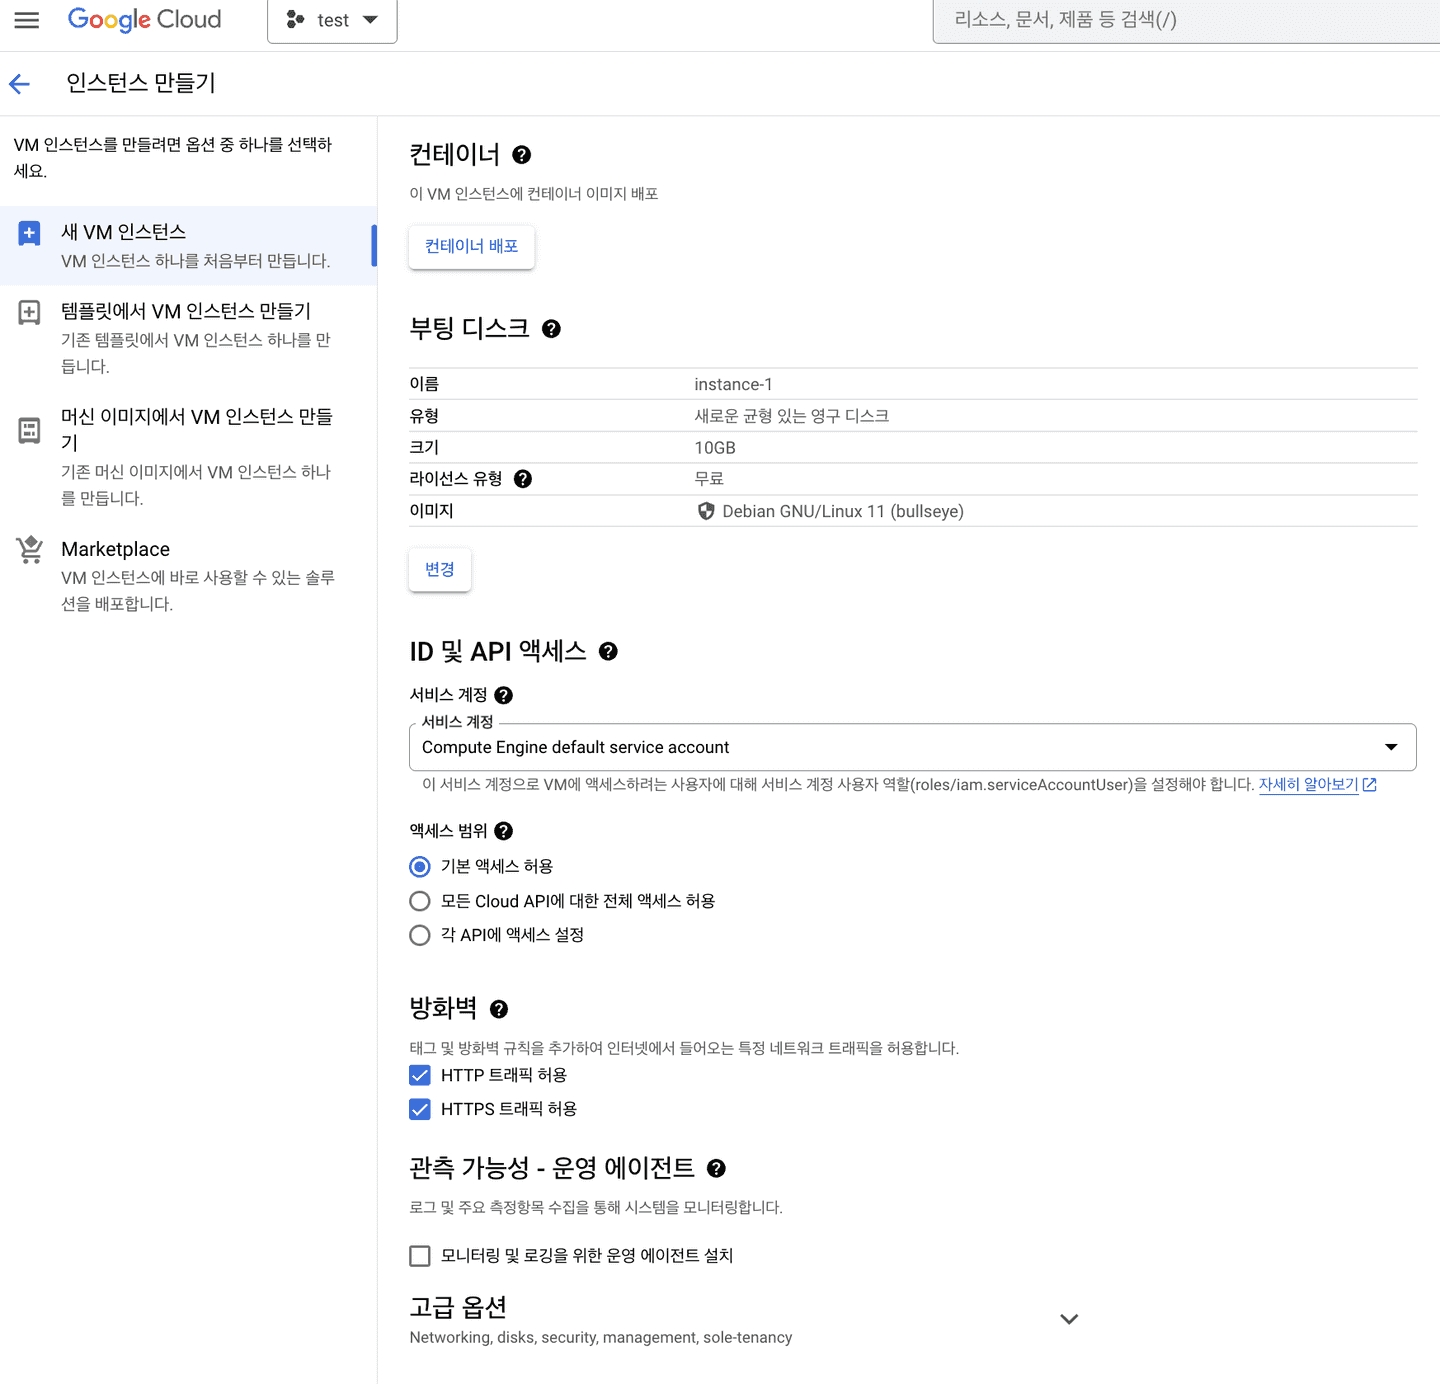 Google Cloud
test
리소스, 문서, 제품 등 검색(/)
인스턴스 만들기
VM 인스턴스를 만들려면 옵션 중 하나를 선택하
세요.
새 VM 인스턴스
VM 인스턴스 하나를 처음부터 만듭니다.
템플릿에서 VM 인스턴스 만들기
기존 템플릿에서 VM 인스턴스 하나를 만
듭니다.
머신 이미지에서 VM 인스턴스 만들
기
기존 머신 이미지에서 VM 인스턴스 하나
를 만듭니다.
Marketplace
VM 인스턴스에 바로 사용할 수 있는 솔루
션을 배포합니다.
컨테이너
이 VM 인스턴스에 컨테이너 이미지 배포
컨테이너 배포
부팅 디스크
이름 instance-1
유형 새로운 균형 있는 영구 디스크
크기 10GB
라이선스 유형 무료
이미지 Debian GNU/Linux 11 (bullseye)
변경
ID 및 API 액세스
서비스 계정
서비스 계정
Compute Engine default service account
이 서비스 계정으로 VM에 액세스하려는 사용자에 대해 서비스 계정 사용자 역할(roles/iam.serviceAccountUser)을 설정해야 합니다. 자세히 알아보기
액세스 범위
기본 액세스 허용
모든 Cloud API에 대한 전체 액세스 허용
각 API에 액세스 설정
방화벽
태그 및 방화벽 규칙을 추가하여 인터넷에서 들어오는 특정 네트워크 트래픽을 허용합니다.
HTTP 트래픽 허용
HTTPS 트래픽 허용
관측 가능성 - 운영 에이전트
로그 및 주요 측정항목 수집을 통해 시스템을 모니터링합니다.
모니터링 및 로깅을 위한 운영 에이전트 설치
고급 옵션
Networking, disks, security, management, sole-tenancy